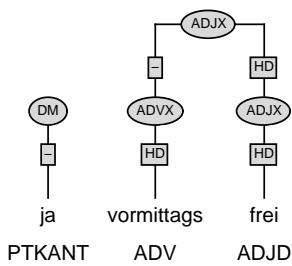 ADJX
– HD
DM ADVX ADJX
– HD HD
ja vormittags frei
PTKANT ADV ADJD